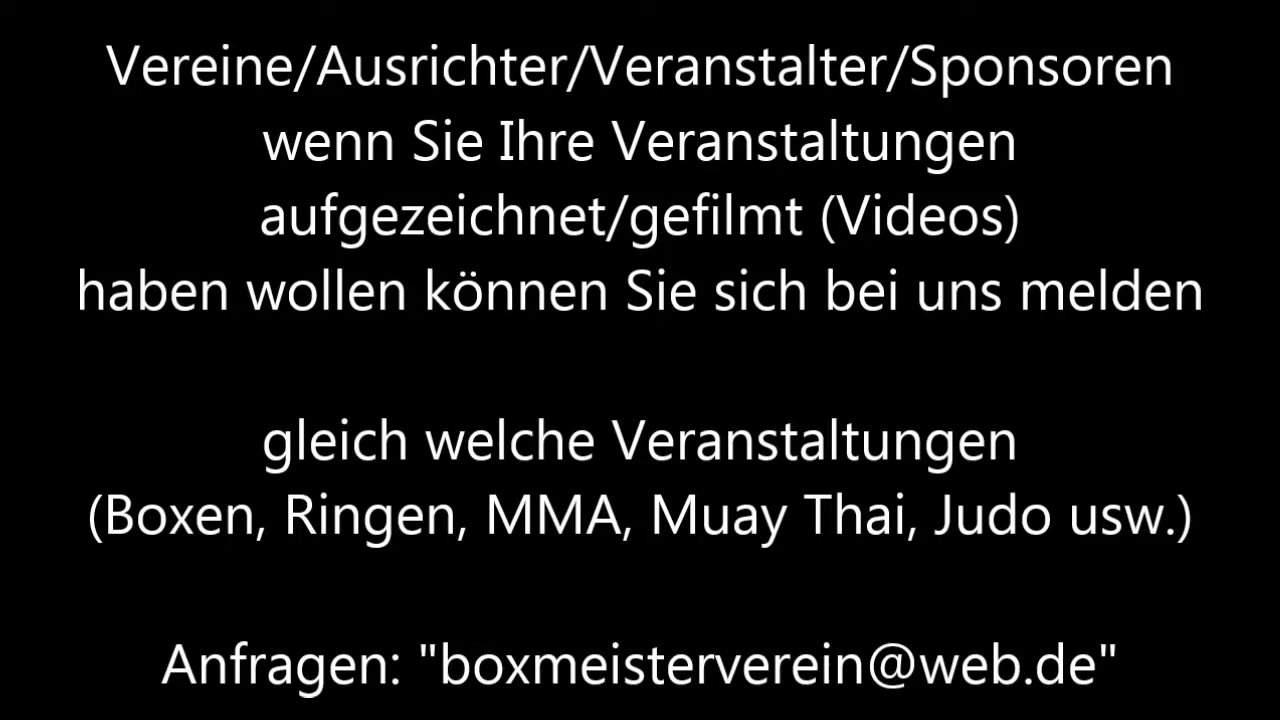 Vereine/Ausrichter/Veranstalter/Sponsoren
wenn Sie Ihre Veranstaltungen
aufgezeichnet/gefilmt (Videos)
haben wollen können Sie sich bei uns melden
gleich welche Veranstaltungen
(Boxen, Ringen, MMA, Muay Thai, Judo usw.)
Anfragen: "boxmeisterverein@web.de"